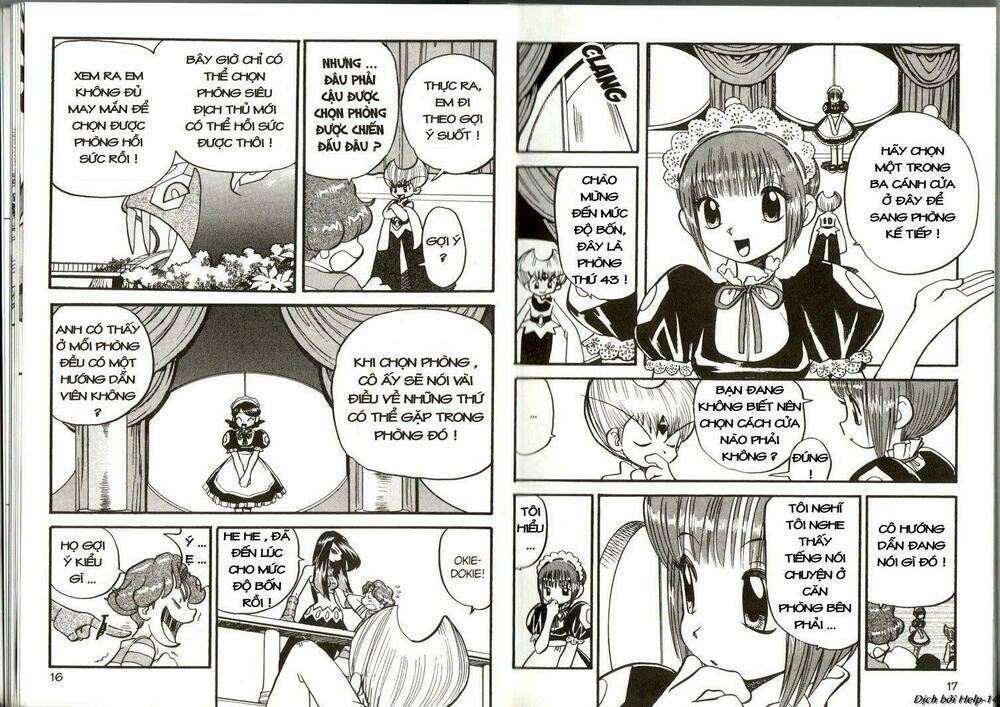 XEM RA EM
KHÔNG ĐỦ
MAY MẮN ĐỂ
CHỌN ĐƯỢC
PHÒNG HỒI
SỨC RỒI !
BÂY GIỜ CHỈ CÓ
THỂ CHỌN
PHÒNG SIÊU
ĐỊCH THỦ MỚI
CÓ THỂ HỒI SỨC
ĐƯỢC THÔI !
NHƯNG ...
ĐÂU PHẢI
CẬU ĐƯỢC
CHỌN PHÒNG
ĐƯỢC CHIẾN
ĐẤU ĐÂU ?
THỰC RA,
EM ĐI
THEO GỢI
Ý SUỐT !
GỢI Ý
?
ANH CÓ THẤY
Ở MỖI PHÒNG
ĐỀU CÓ MỘT
HƯỚNG DẪN
VIÊN KHÔNG
?
KHI CHỌN PHÒNG ,
CÔ ẤY SẼ NÓI VÀI
ĐIỀU VỀ NHỮNG THỨ
CÓ THỂ GẶP TRONG
PHÒNG ĐÓ !
HỌ GỢI
Ý KIỂU
GÌ ...
Ý ...
Ẹ ...
HE HE , ĐÃ
ĐẾN LÚC
CHO MỨC
ĐỘ BỐN
RỒI !
OKIE-
DOKIE!
16
CLANG
CHÀO
MỪNG
ĐẾN MỨC
ĐỘ BỐN,
ĐÂY LÀ
PHÒNG
THỨ 43 !
HÃY CHỌN
MỘT TRONG
BA CÁNH CỬA
Ở ĐÂY ĐỂ
SANG PHÒNG
KẾ TIẾP !
...
BẠN ĐANG
KHÔNG BIẾT NÊN
CHỌN CÁCH CỬA
NÀO PHẢI
KHÔNG ?
ĐÚNG !
TÔI
HIỂU ...
TÔI NGHĨ
TÔI NGHE
THẤY
TIẾNG NÓI
CHUYỆN Ở
CĂN
PHÒNG BÊN
PHẢI ...
CÔ HƯỚNG
DẪN ĐANG
NÓI GÌ ĐÓ !
17
Dịch bởi Help-14